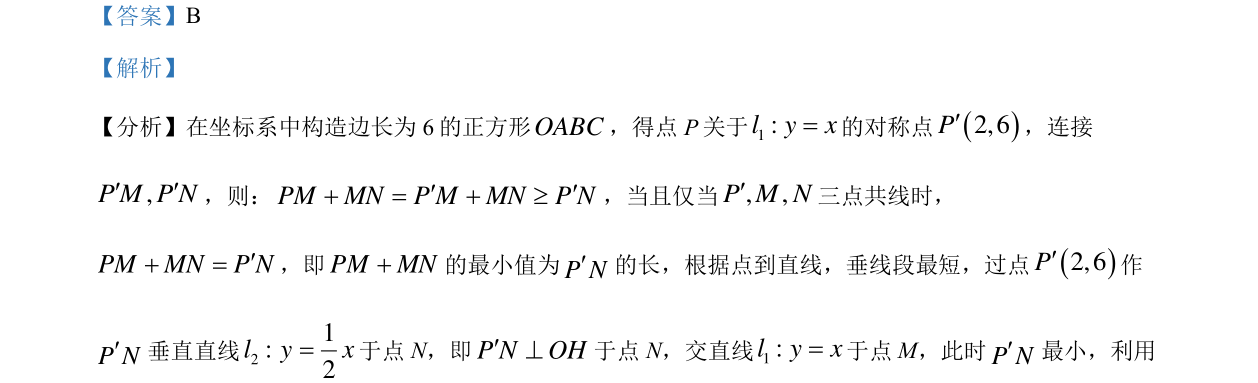 【答案】B
【解析】
【分析】在坐标系中构造边长为 6 的正方形 OABC，得点 P 关于 l₁ : y = x 的对称点 P′(2,6)，连接
P′M , P′N，则： PM + MN = P′M + MN ≥ P′N，当且仅当 P′, M , N 三点共线时，
PM + MN = P′N，即 PM + MN 的最小值为 P′N 的长，根据点到直线，垂线段最短，过点 P′(2,6) 作
P′N 垂直直线 l₂ : y = 1/2 x 于点 N，即 P′N ⊥ OH 于点 N，交直线 l₁ : y = x 于点 M，此时 P′N 最小，利用